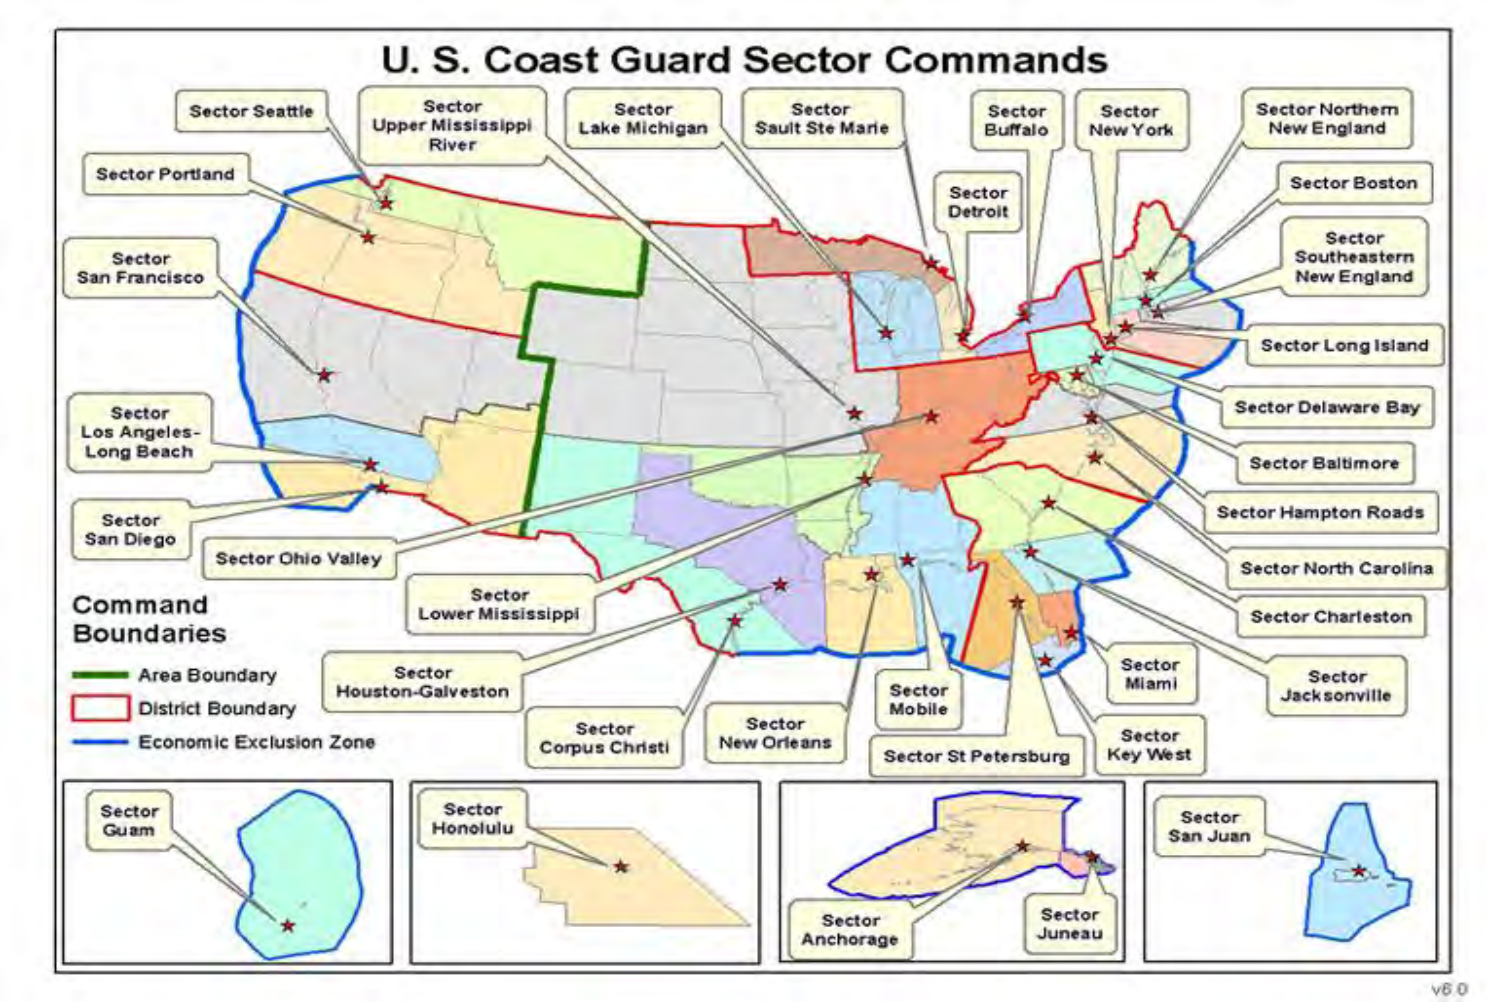 U. S. Coast Guard Sector Commands
Sector Seattle
Sector
Upper Mississippi
River
Sector
Lake Michigan
Sector
Sault Ste Marie
Sector
Buffalo
Sector
New York
Sector Northern
New England
Sector Portland
Sector
Detroit
Sector Boston
Sector
San Francisco
Sector
Southeastern
New England
Sector Long Island
Sector
Los Angeles-
Long Beach
Sector Delaware Bay
Sector Baltimore
Sector
San Diego
Sector Hampton Roads
Sector Ohio Valley
Sector North Carolina
Sector
Lower Mississippi
Sector Charleston
Command
Boundaries
Area Boundary
District Boundary
Economic Exclusion Zone
Sector
Houston-Galveston
Sector
Corpus Christi
Sector
New Orleans
Sector
Mobile
Sector St Petersburg
Sector
Key West
Sector
Miami
Sector
Jacksonville
Sector
Guam
Sector
Honolulu
Sector
Anchorage
Sector
Juneau
Sector
San Juan
v6.0